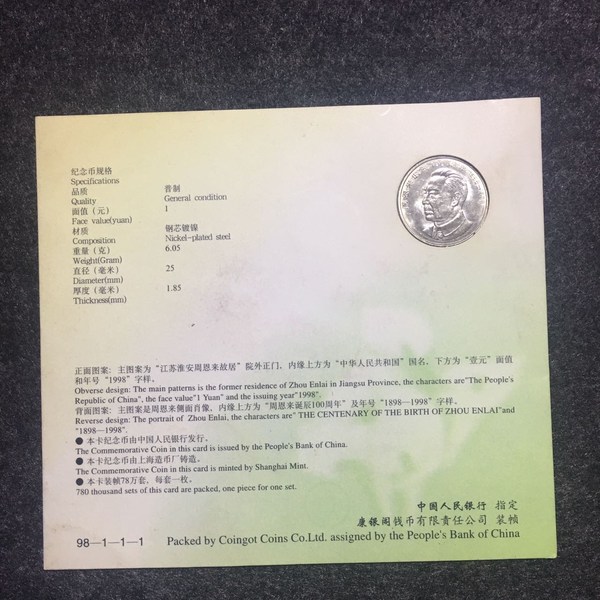 纪念币规格
Specifications
品质 普制
Quality General condition
面值（元） 1
Face value(yuan)
材质 钢芯镀镍
Composition Nickel-plated steel
重量（克） 6.05
Weight(Gram)
直径（毫米） 25
Diameter(mm)
厚度（毫米） 1.85
Thickness(mm)
正面图案：主图案为“江苏淮安周恩来故居”院外正门，内缘上方为“中华人民共和国”国名，下方为“壹元”面值
和年号“1998”字样。
Obverse design: The main patterns is the former residence of Zhou Enlai in Jiangsu Province, the characters are"The People's
Republic of China", the face value"1 Yuan" and the issuing year"1998".
背面图案：主图案是周恩来侧面肖像，内缘上方为“周恩来诞辰100周年”及年号“1898—1998”字样。
Reverse design: The portrait of Zhou Enlai, the characters are" THE CENTENARY OF THE BIRTH OF ZHOU ENLAI"and
"1898—1998".
● 本卡纪念币由中国人民银行发行。
The Commemorative Coin in this card is issued by the People's Bank of China.
● 本卡纪念币由上海造币厂铸造。
The Commemorative Coin in this card is minted by Shanghai Mint.
● 本卡装帧78万套，每套一枚。
780 thousand sets of this card are packed, one piece for one set.
中国人民银行 指定
康银阁钱币有限责任公司 装帧
98—1—1—1 Packed by Coingot Coins Co.Ltd. assigned by the People's Bank of China